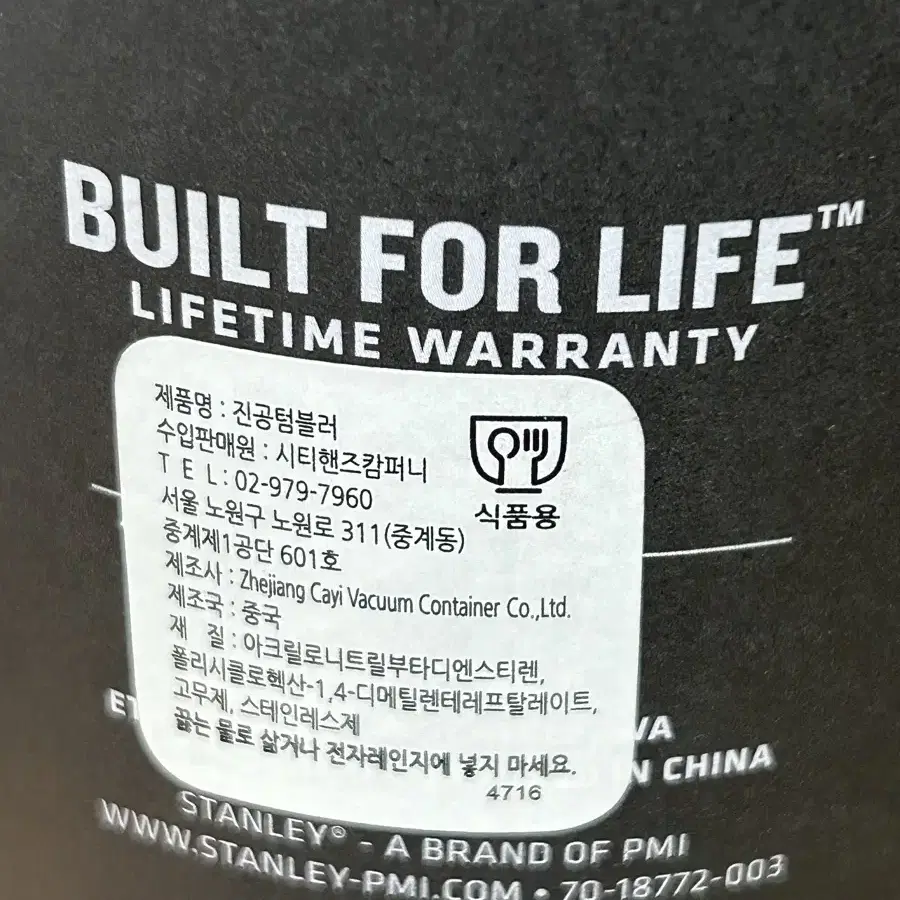 BUILT FOR LIFE™
LIFETIME WARRANTY
제품명 : 진공텀블러
수입판매원 : 시티핸즈캄퍼니
T E L : 02-979-7960
서울 노원구 노원로 311(중계동)
중계제1공단 601호
제조사 : Zhejiang Cayi Vacuum Container Co.,Ltd.
제조국 : 중국
재 질 : 아크릴로니트릴부타디엔스티렌,
폴리시클로헥산-1,4-디메틸렌테레프탈레이트,
고무제, 스테인레스제
끓는 물로 삶거나 전자레인지에 넣지 마세요.
4716
식품용
CHINA
STANLEY® - A BRAND OF PMI
WWW.STANLEY-PMI.COM • 70-18772-003